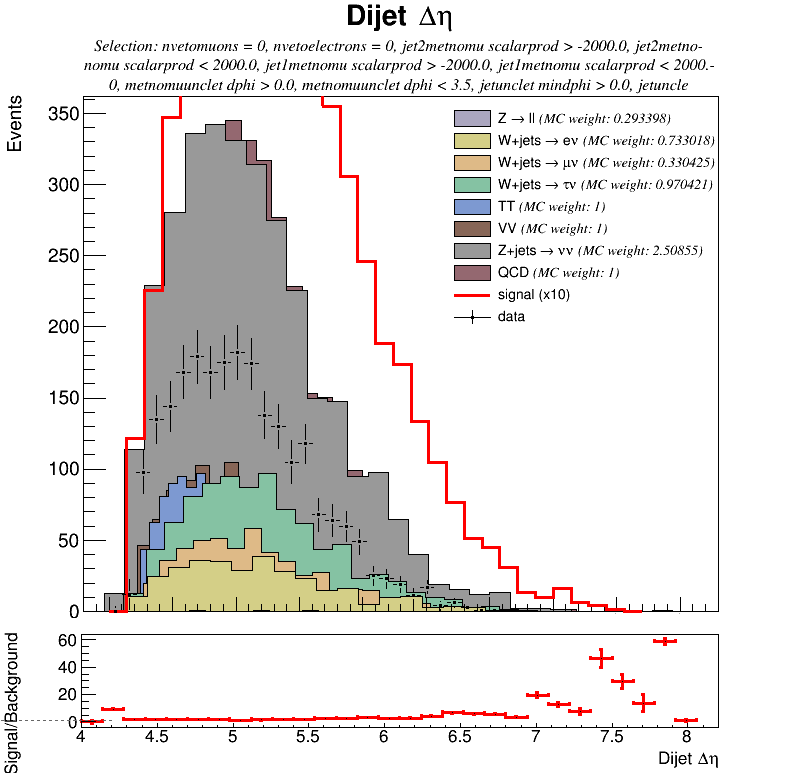 Dijet Δη
Selection: nvetomuons = 0, nvetoelectrons = 0, jet2metnomu scalarprod > -2000.0, jet2metno-
nomu scalarprod < 2000.0, jet1metnomu scalarprod > -2000.0, jet1metnomu scalarprod < 2000.-
0, metnomuunclet dphi > 0.0, metnomuunclet dphi < 3.5, jetunclet mindphi > 0.0, jetuncle
Events
350
300
250
200
150
100
50
0
Z → ll (MC weight: 0.293398)
W+jets → eν (MC weight: 0.733018)
W+jets → μν (MC weight: 0.330425)
W+jets → τν (MC weight: 0.970421)
TT (MC weight: 1)
VV (MC weight: 1)
Z+jets → νν (MC weight: 2.50855)
QCD (MC weight: 1)
signal (x10)
data
Signal/Background
60
40
20
0
4 4.5 5 5.5 6 6.5 7 7.5 8
Dijet Δη